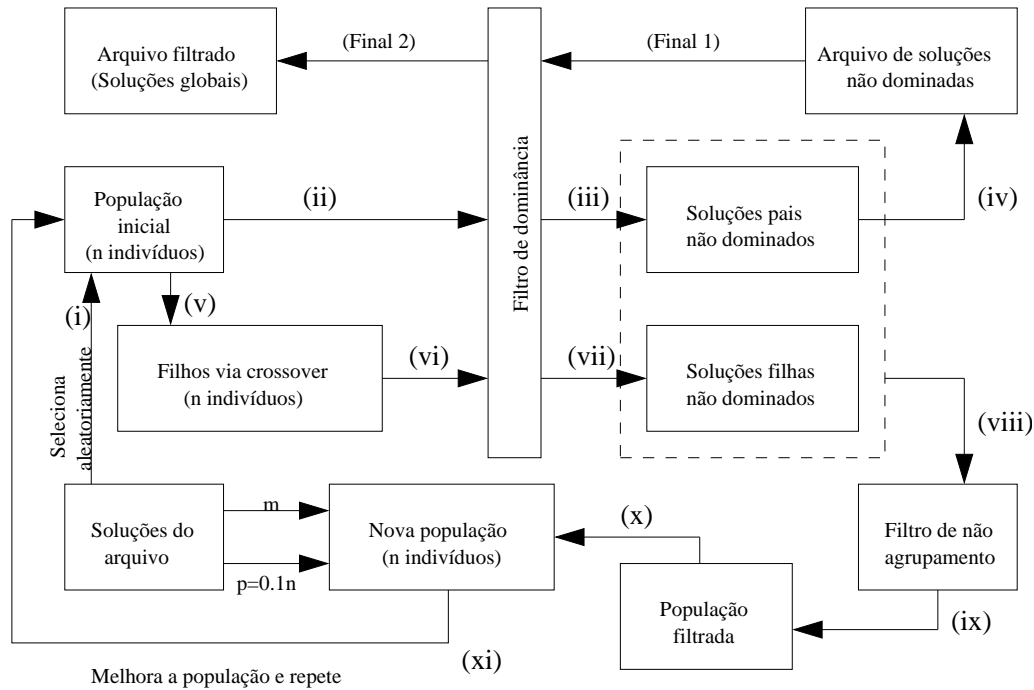 (Final 2)
(Final 1)
Arquivo filtrado
(Soluções globais)
Arquivo de soluções
não dominadas
Filtro de dominância
População
inicial
(n indivíduos)
(ii)
(iii)
Soluções pais
não dominados
(iv)
(i)
(v)
Filhos via crossover
(n indivíduos)
(vi)
(vii)
Soluções filhas
não dominados
(viii)
Seleciona
aleatoriamente
Soluções do
arquivo
m
p=0.1n
Nova população
(n indivíduos)
(x)
Filtro de não
agrupamento
População
filtrada
(ix)
(xi)
Melhora a população e repete